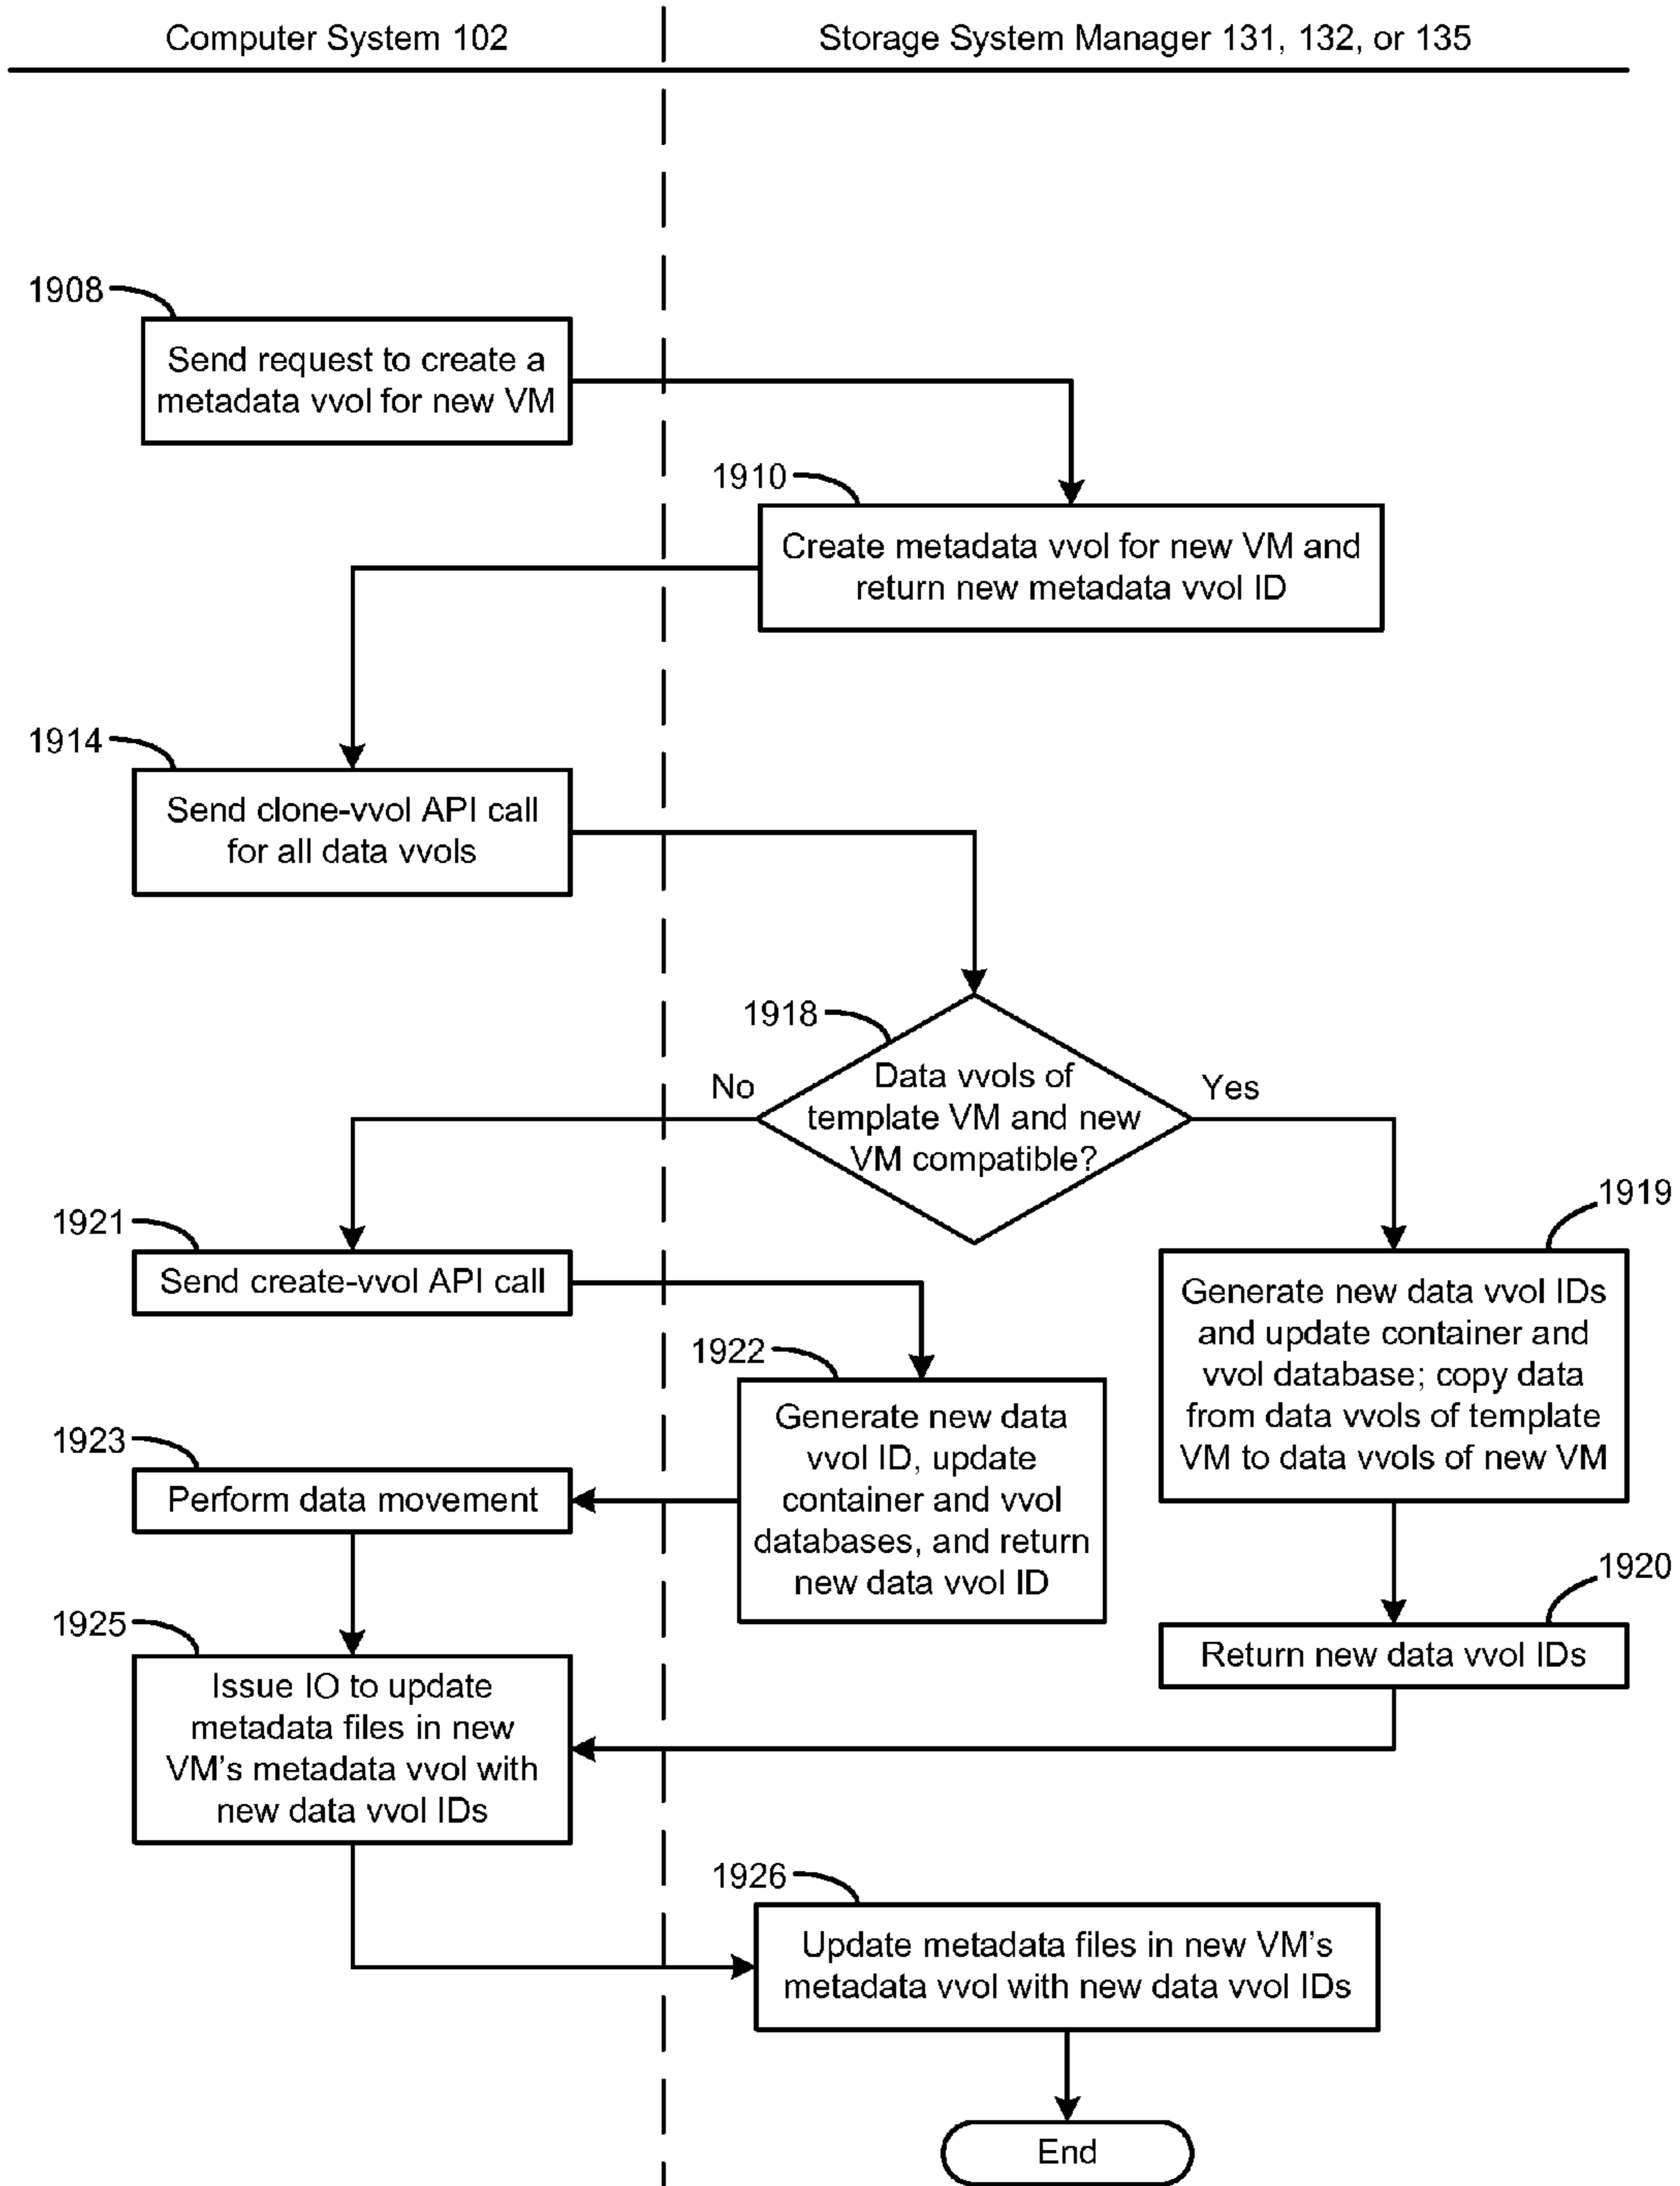 Computer System 102
Storage System Manager 131, 132, or 135
1908
Send request to create a
metadata vvol for new VM
1910
Create metadata vvol for new VM and
return new metadata vvol ID
1914
Send clone-vvol API call
for all data vvols
1918
Data vvols of
template VM and new
VM compatible?
No
Yes
1921
Send create-vvol API call
1919
Generate new data vvol IDs
and update container and
vvol database; copy data
from data vvols of template
VM to data vvols of new VM
1922
Generate new data
vvol ID, update
container and vvol
databases, and return
new data vvol ID
1923
Perform data movement
1920
Return new data vvol IDs
1925
Issue IO to update
metadata files in new
VM's metadata vvol with
new data vvol IDs
1926
Update metadata files in new VM's
metadata vvol with new data vvol IDs
End